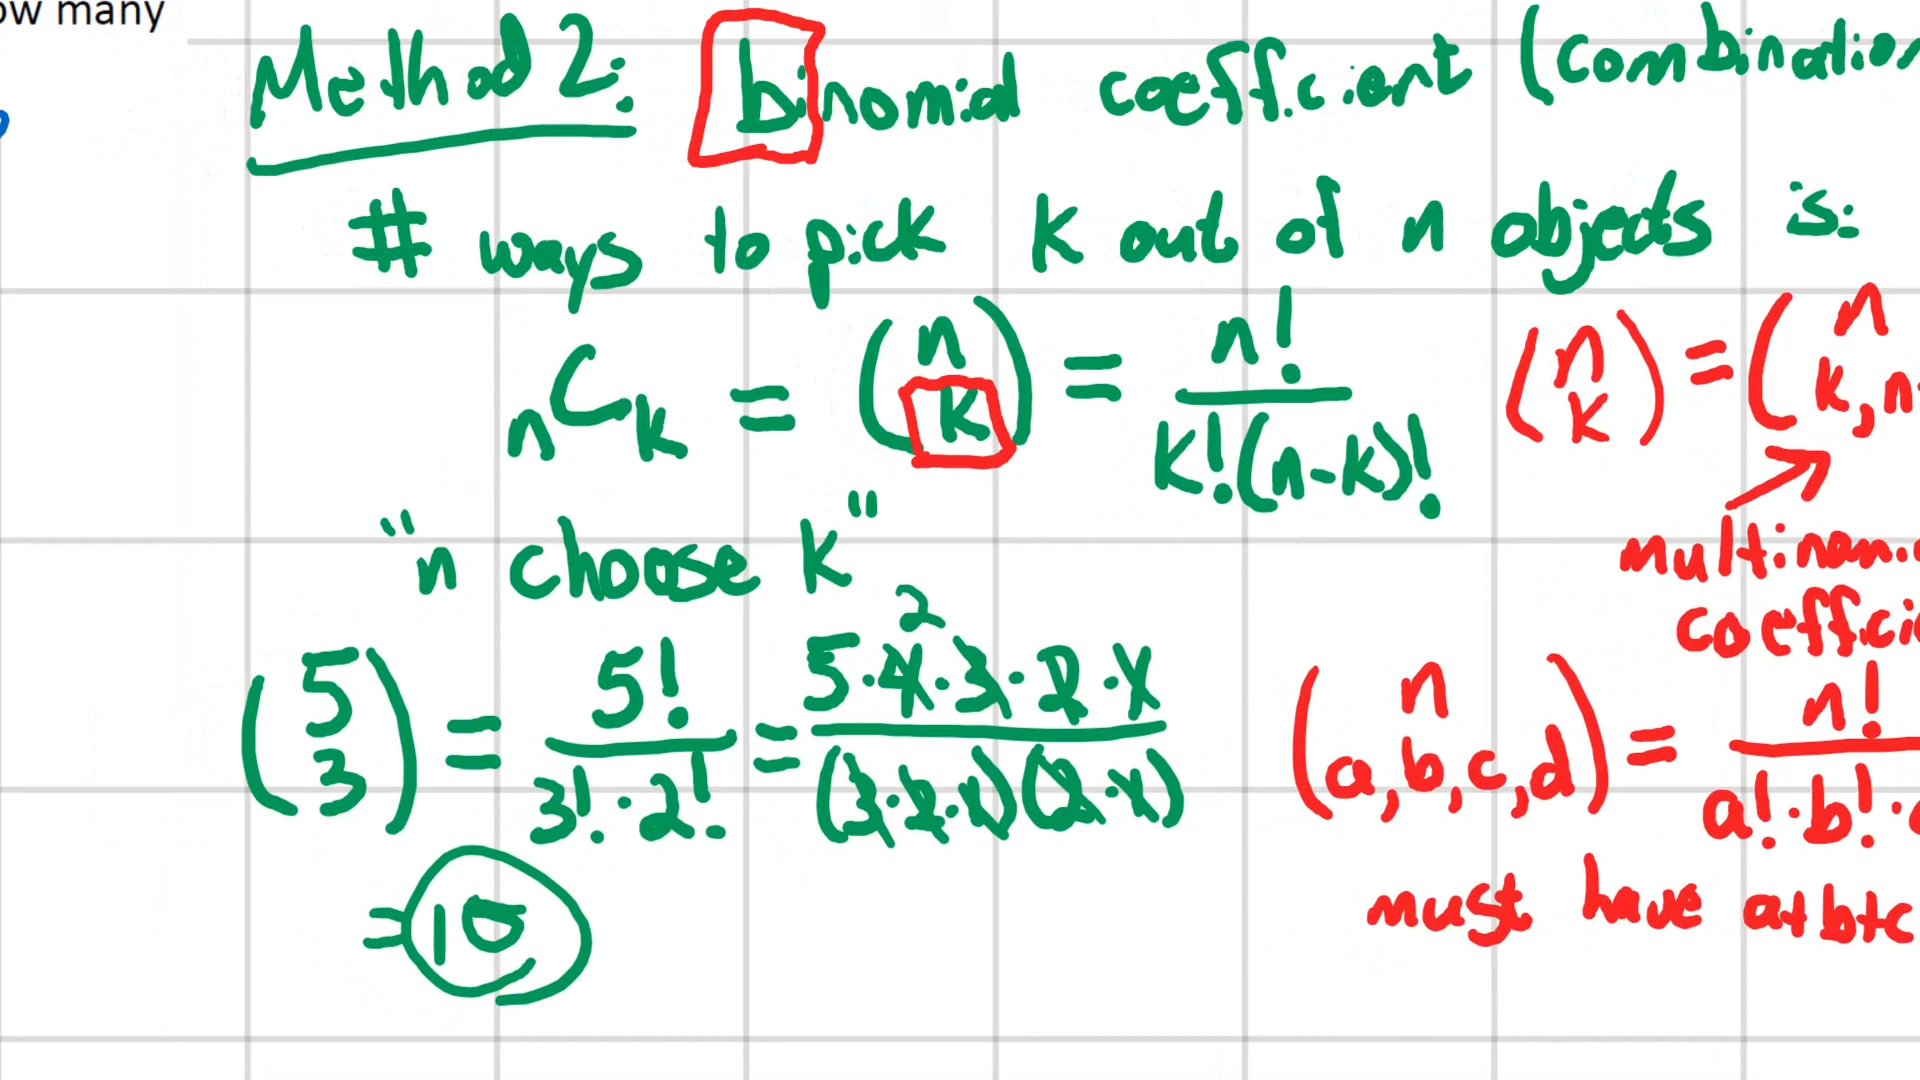 ow many
Method 2: binomial coefficient (combination
# ways to pick k out of n objects is:
nCk = (n k) = n! / k!(n-k)!
(n k) = (n k, n-
"n choose k"
multinomi
coeffici
(5 3) = 5! / 3!·2! = 5·4·3·2·1 / (3·2·1)(2·1)
2
= 10
(n a,b,c,d) = n! / a!·b!·
must have a+b+c